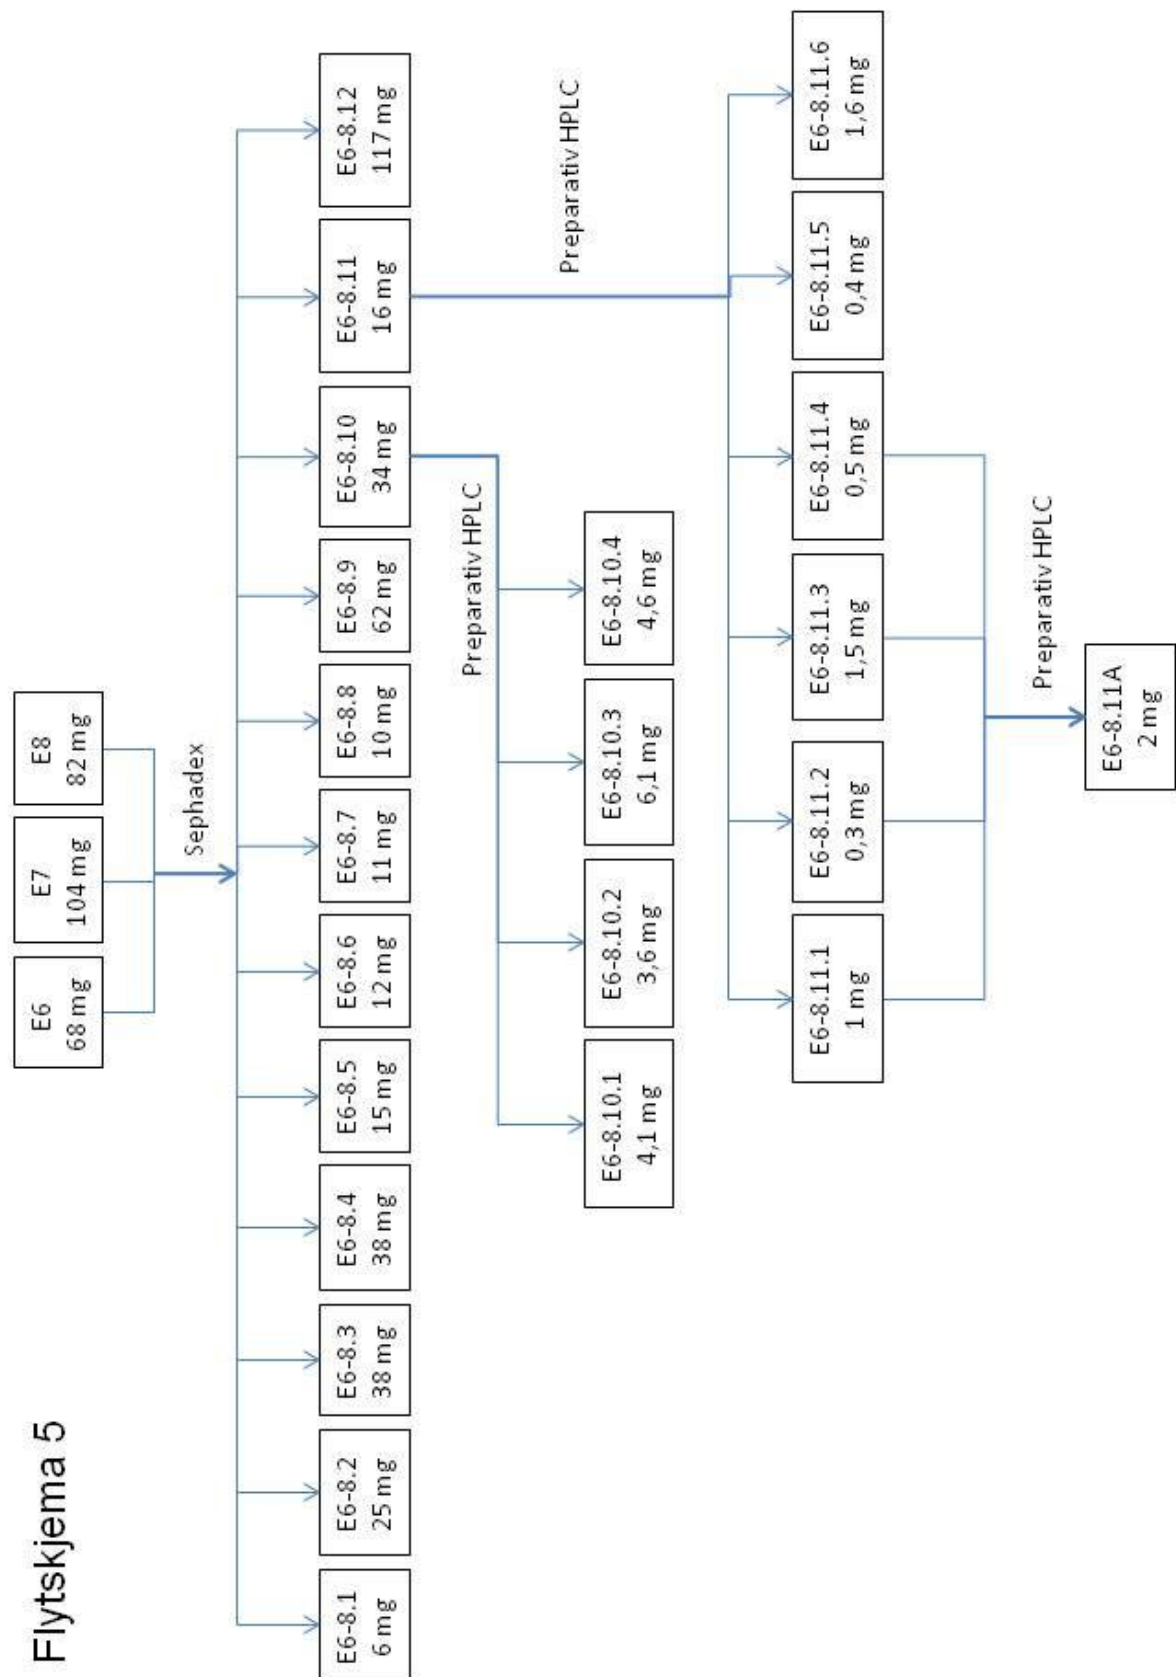 Flytskjema 5
E6
68 mg
E7
104 mg
E8
82 mg
Sephadex
E6-8.1
6 mg
E6-8.2
25 mg
E6-8.3
38 mg
E6-8.4
38 mg
E6-8.5
15 mg
E6-8.6
12 mg
E6-8.7
11 mg
E6-8.8
10 mg
E6-8.9
62 mg
E6-8.10
34 mg
E6-8.11
16 mg
E6-8.12
117 mg
Preparativ HPLC
Preparativ HPLC
E6-8.10.1
4,1 mg
E6-8.10.2
3,6 mg
E6-8.10.3
6,1 mg
E6-8.10.4
4,6 mg
E6-8.11.1
1 mg
E6-8.11.2
0,3 mg
E6-8.11.3
1,5 mg
E6-8.11.4
0,5 mg
E6-8.11.5
0,4 mg
E6-8.11.6
1,6 mg
Preparativ HPLC
E6-8.11A
2 mg